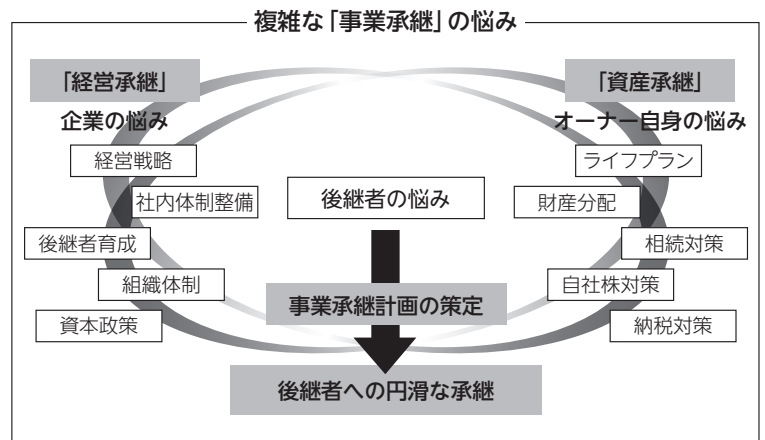 複雑な「事業承継」の悩み
「経営承継」
企業の悩み
経営戦略
社内体制整備
後継者育成
組織体制
資本政策
後継者の悩み
事業承継計画の策定
後継者への円滑な承継
「資産承継」
オーナー自身の悩み
ライフプラン
財産分配
相続対策
自社株対策
納税対策